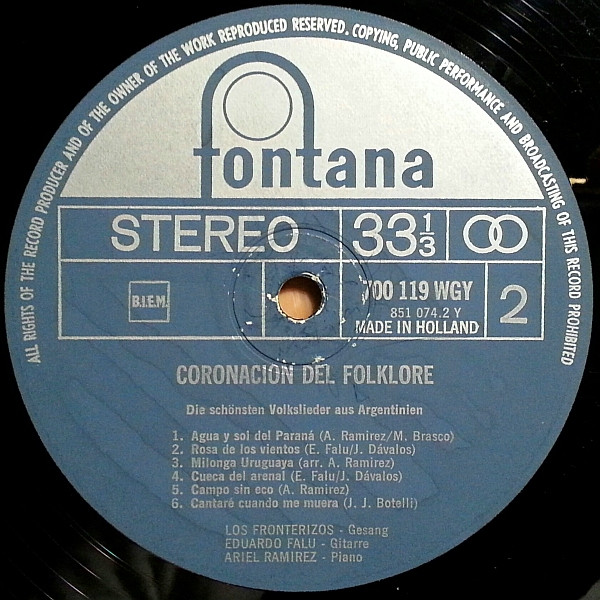 ALL RIGHTS OF THE RECORD PRODUCER AND OF THE OWNER OF THE WORK REPRODUCED RESERVED. COPYING, PUBLIC PERFORMANCE AND BROADCASTING OF THIS RECORD PROHIBITED
fontana
STEREO 33 1/3
B.I.E.M. 700 119 WGY 2
851 074.2 Y
MADE IN HOLLAND
CORONACION DEL FOLKLORE
Die schönsten Volkslieder aus Argentinien
1. Agua y sol del Paraná (A. Ramirez/M. Brasco)
2. Rosa de los vientos (E. Falu/J. Dávalos)
3. Milonga Uruguaya (arr. A. Ramirez)
4. Cueca del arenal (E. Falu/J. Dávalos)
5. Campo sin eco (A. Ramirez)
6. Cantaré cuando me muera (J. J. Botelli)
LOS FRONTERIZOS - Gesang
EDUARDO FALU - Gitarre
ARIEL RAMIREZ - Piano